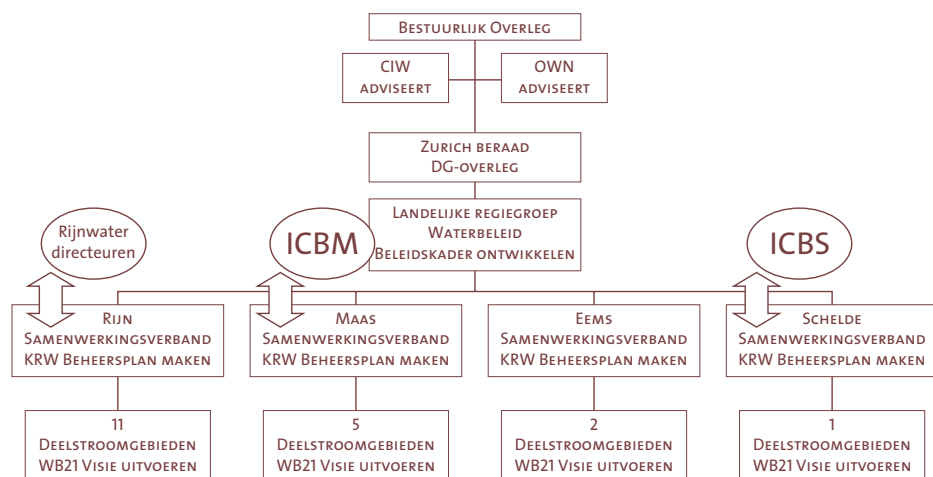 Bestuurlijk Overleg
CIW
adviseert
OWN
adviseert
Zurich beraad
DG-overleg
Landelijke regiegroep
Waterbeleid
Beleidskader ontwikkelen
Rijnwater
directeuren
ICBM
ICBS
Rijn
Samenwerkingsverband
KRW Beheersplan maken
Maas
Samenwerkingsverband
KRW Beheersplan maken
Eems
Samenwerkingsverband
KRW Beheersplan maken
Schelde
Samenwerkingsverband
KRW Beheersplan maken
11
Deelstroomgebieden
WB21 Visie uitvoeren
5
Deelstroomgebieden
WB21 Visie uitvoeren
2
Deelstroomgebieden
WB21 Visie uitvoeren
1
Deelstroomgebieden
WB21 Visie uitvoeren